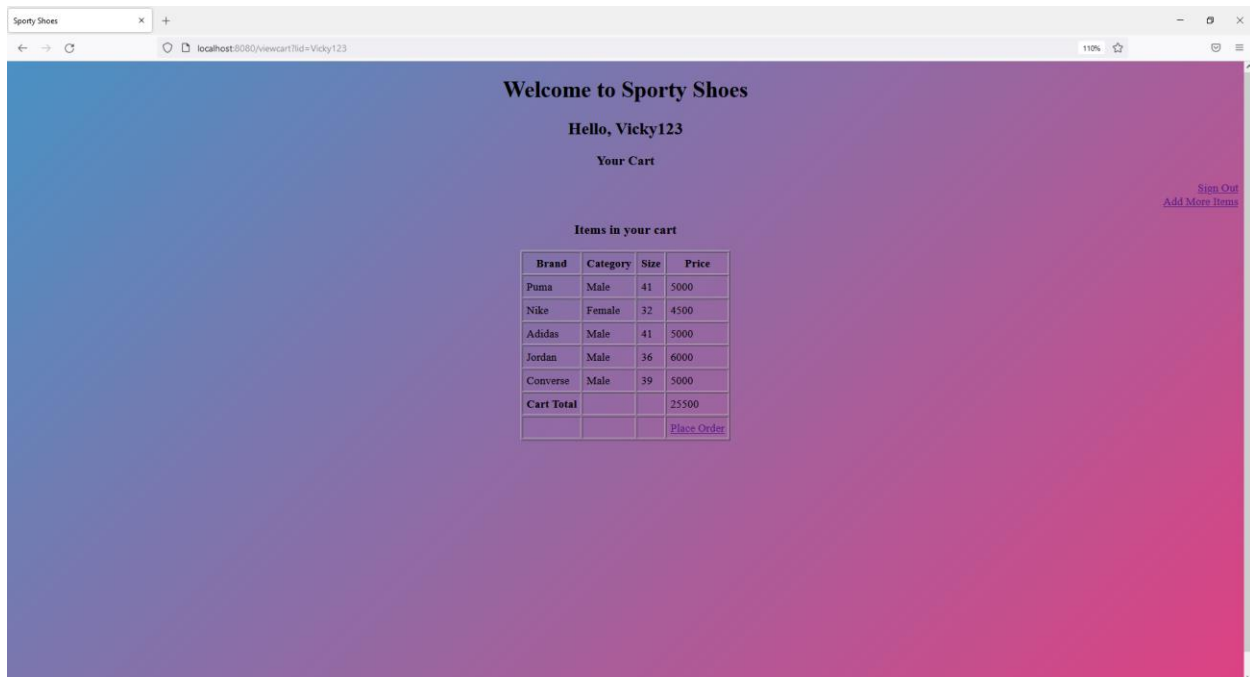 Sporty Shoes
localhost:8080/viewcart?lid=Vicky123
110%
Welcome to Sporty Shoes
Hello, Vicky123
Your Cart
Sign Out
Add More Items
Items in your cart
Brand Category Size Price
Puma Male 41 5000
Nike Female 32 4500
Adidas Male 41 5000
Jordan Male 36 6000
Converse Male 39 5000
Cart Total 25500
Place Order